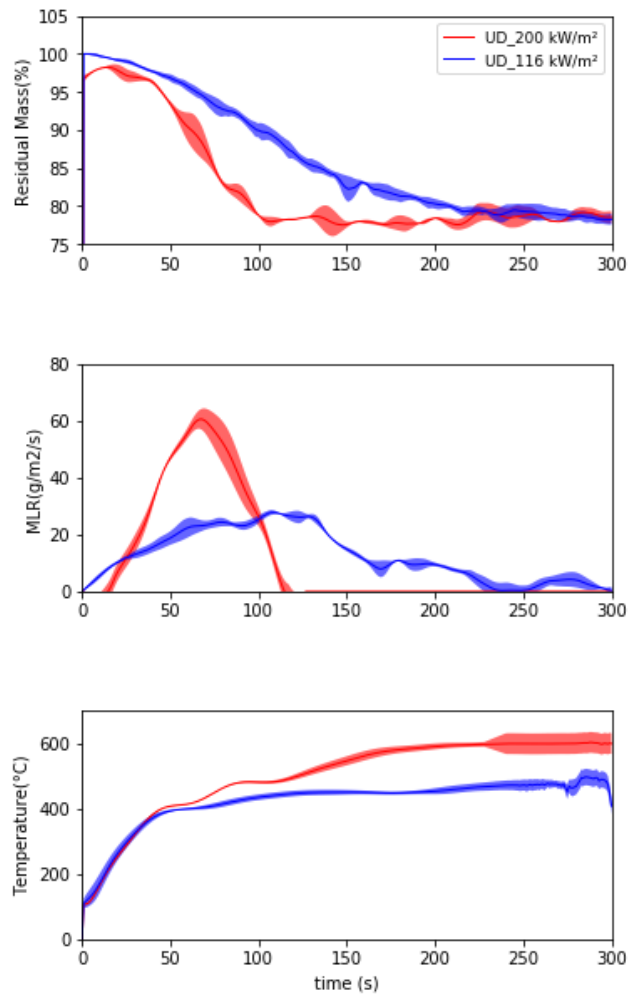 105
100
95
90
85
80
75
Residual Mass(%)
UD_200 kW/m²
UD_116 kW/m²
0 50 100 150 200 250 300
80
60
40
20
0
MLR(g/m2/s)
0 50 100 150 200 250 300
600
400
200
0
Temperature(°C)
0 50 100 150 200 250 300
time (s)